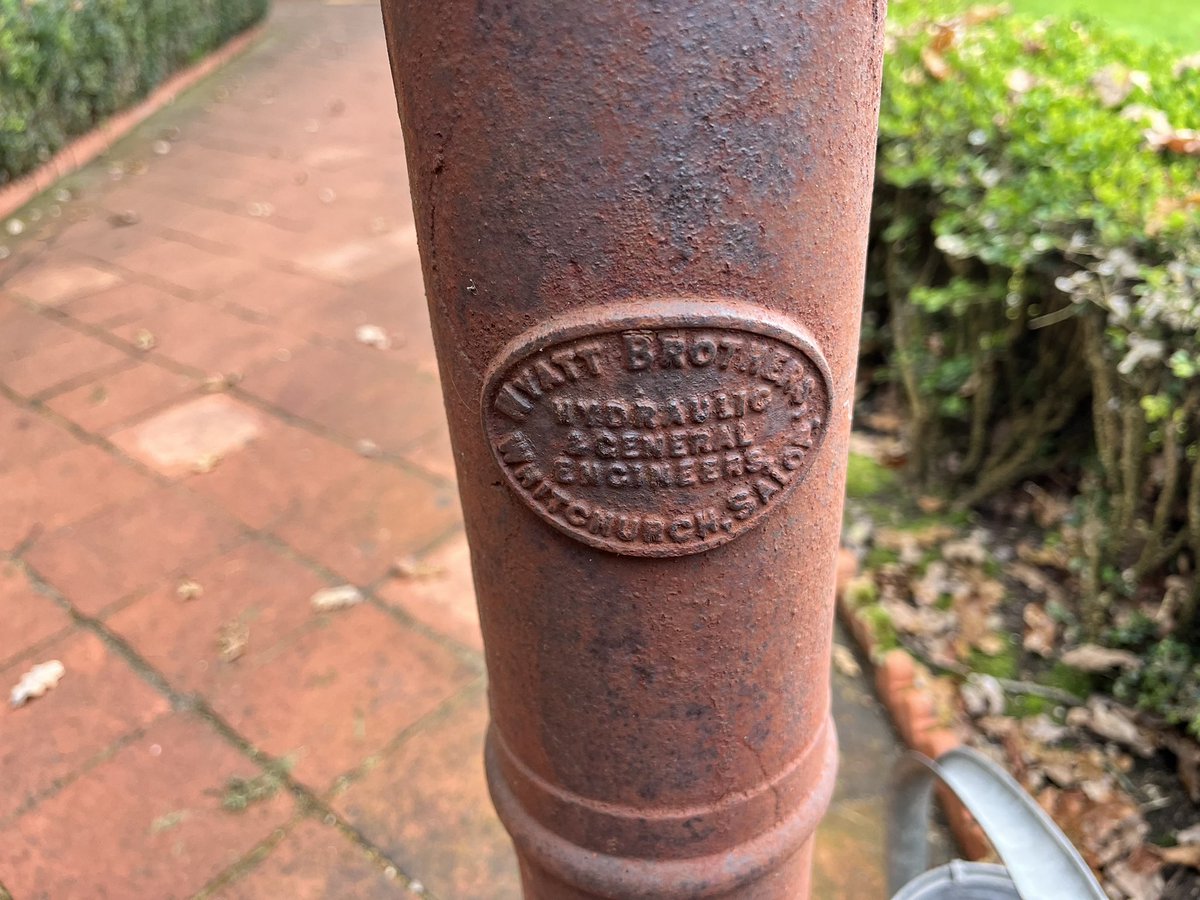 WYATT BROTHERS.
HYDRAULIC
& GENERAL
ENGINEERS
WHITCHURCH, SALOP.